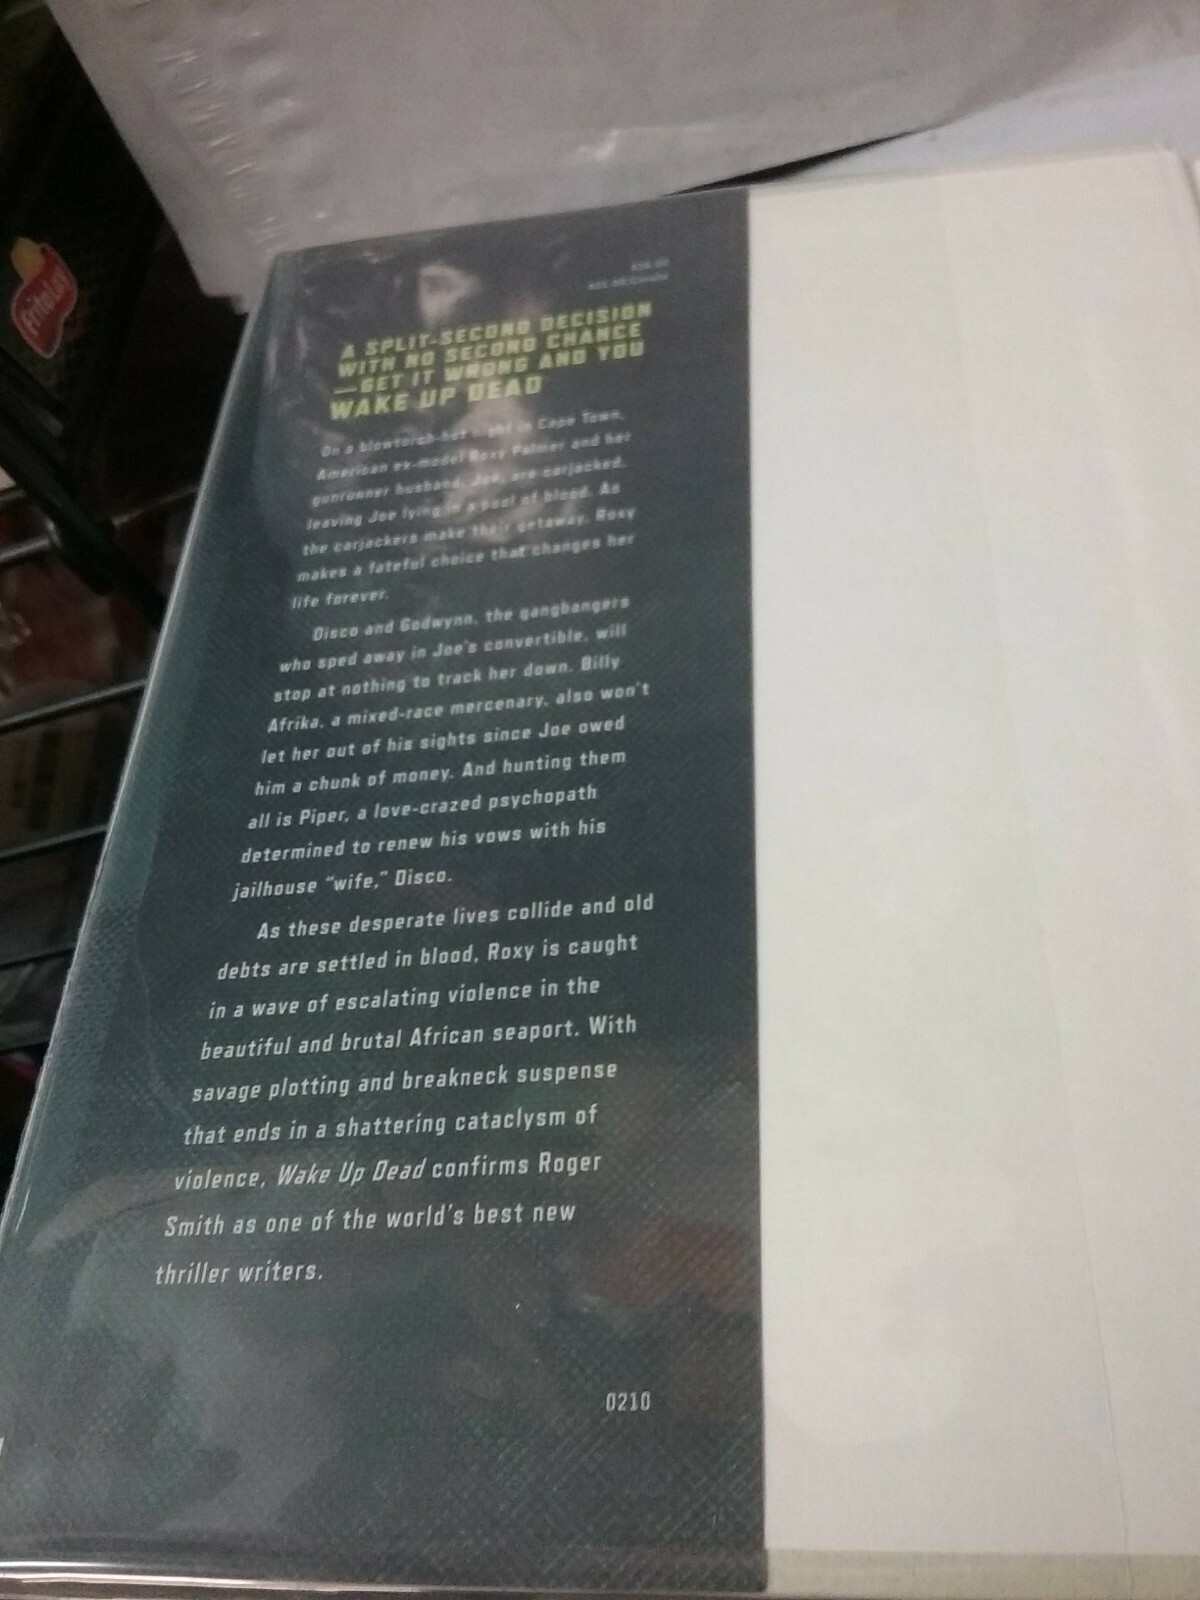 FritoLay
A SPLIT-SECOND DECISION
WITH NO SECOND CHANCE
—GET IT WRONG AND YOU
WAKE UP DEAD
On a blowtorch-hot night in Cape Town,
American ex-model Roxy Palmer and her
gunrunner husband, Joe, are carjacked,
leaving Joe lying in a pool of blood. As
the carjackers make their getaway, Roxy
makes a fateful choice that changes her
life forever.
Disco and Godwynn, the gangbangers
who sped away in Joe's convertible, will
stop at nothing to track her down. Billy
Afrika, a mixed-race mercenary, also won't
let her out of his sights since Joe owed
him a chunk of money. And hunting them
all is Piper, a love-crazed psychopath
determined to renew his vows with his
jailhouse “wife,” Disco.
As these desperate lives collide and old
debts are settled in blood, Roxy is caught
in a wave of escalating violence in the
beautiful and brutal African seaport. With
savage plotting and breakneck suspense
that ends in a shattering cataclysm of
violence, Wake Up Dead confirms Roger
Smith as one of the world's best new
thriller writers.
0210